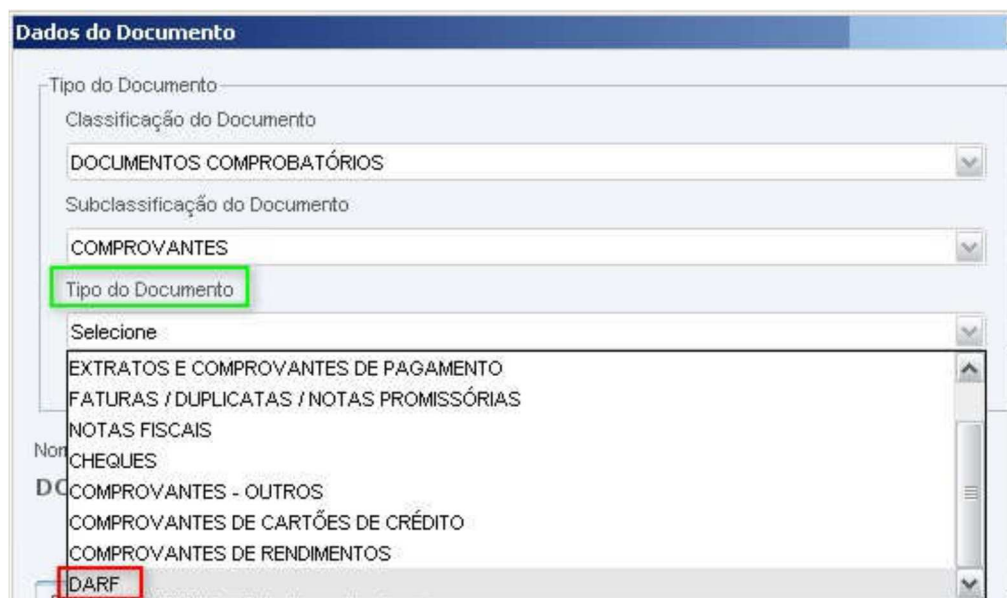 Dados do Documento
Tipo do Documento
Classificação do Documento
DOCUMENTOS COMPROBATÓRIOS
Subclassificação do Documento
COMPROVANTES
Tipo do Documento
Selecione
EXTRATOS E COMPROVANTES DE PAGAMENTO
FATURAS / DUPLICATAS / NOTAS PROMISSÓRIAS
NOTAS FISCAIS
Non
CHEQUES
DO
COMPROVANTES - OUTROS
COMPROVANTES DE CARTÕES DE CRÉDITO
COMPROVANTES DE RENDIMENTOS
DARF